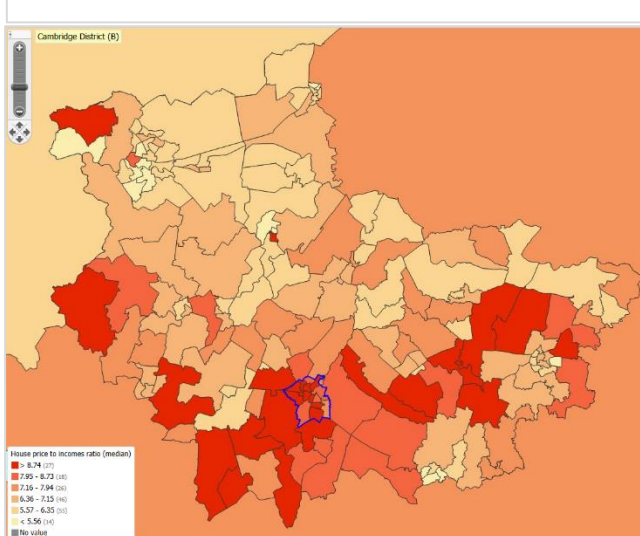 Cambridge District (B)
House price to incomes ratio (median)
> 8.74 (27)
7.95 - 8.73 (18)
7.16 - 7.94 (26)
6.36 - 7.15 (46)
5.57 - 6.35 (53)
< 5.56 (14)
No value